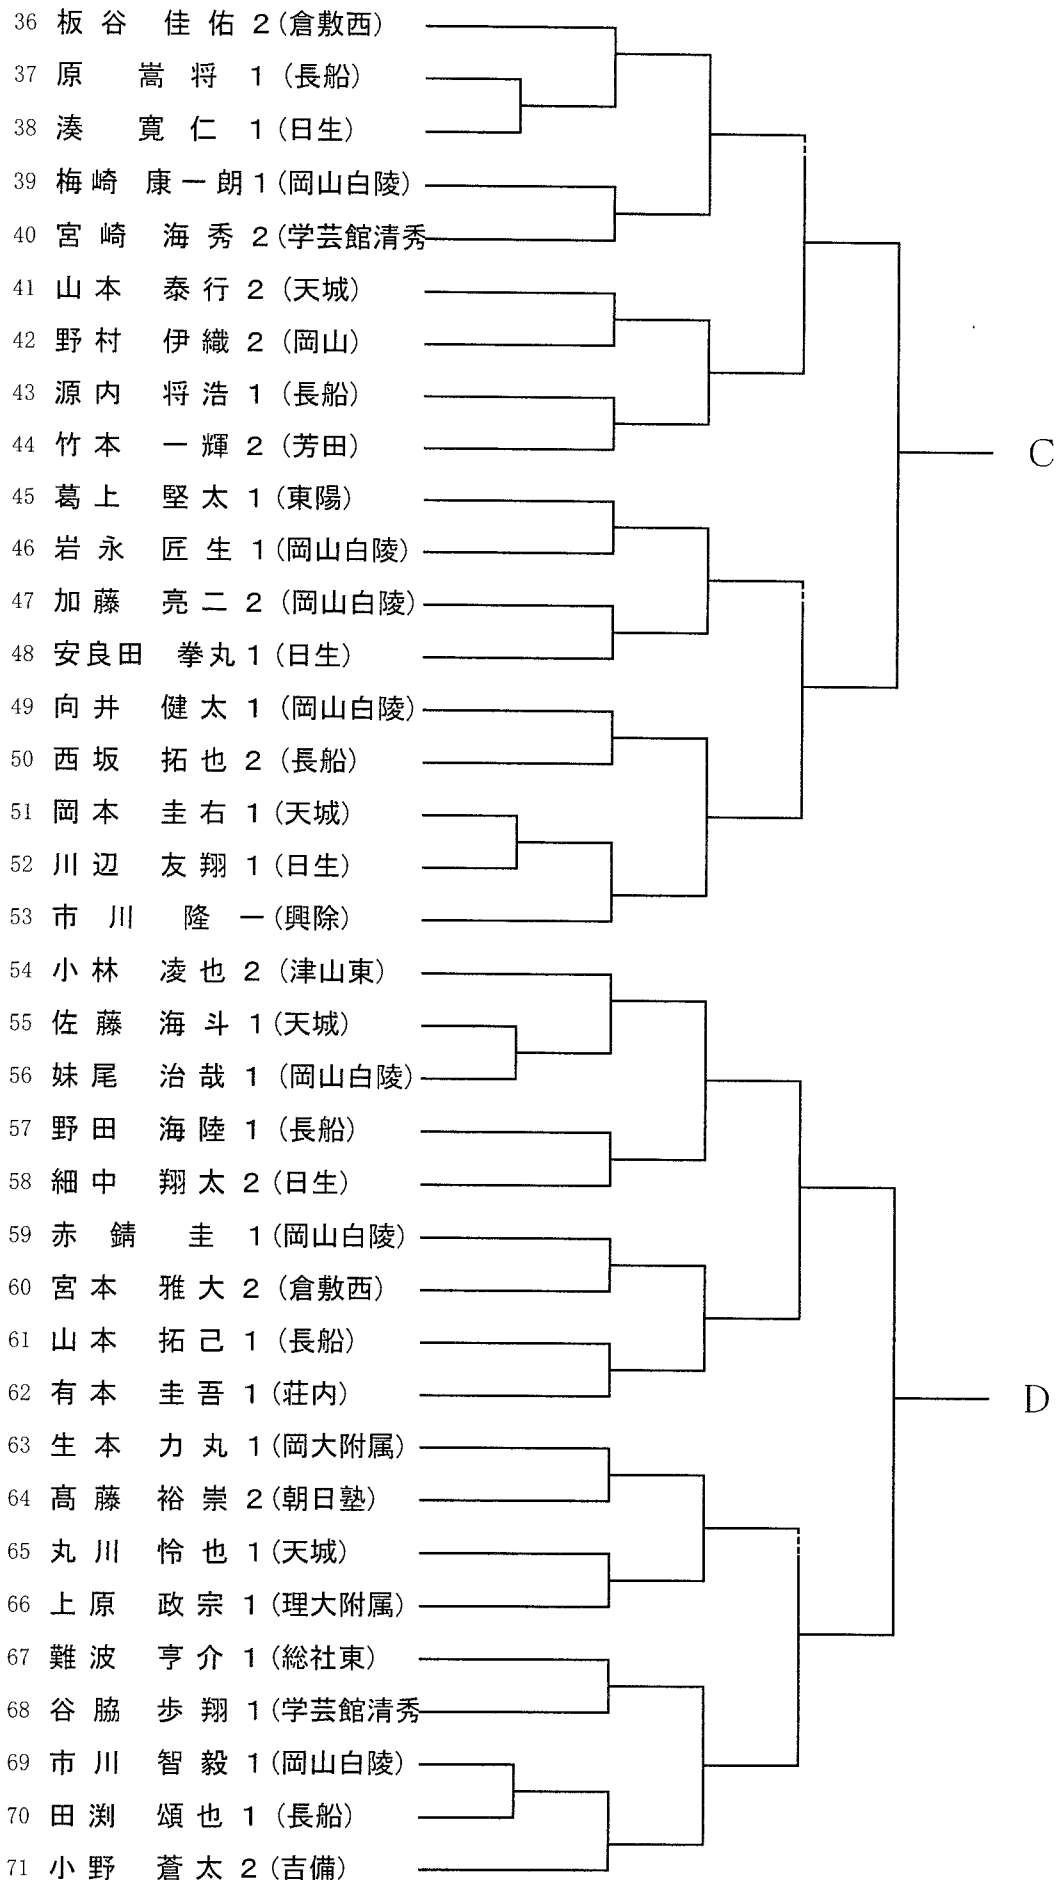 36 板谷 佳佑 2 (倉敷西)
37 原 嵩将 1 (長船)
38 湊 寛仁 1 (日生)
39 梅崎 康一朗 1 (岡山白陵)
40 宮崎 海秀 2 (学芸館清秀
41 山本 泰行 2 (天城)
42 野村 伊織 2 (岡山)
43 源内 将浩 1 (長船)
44 竹本 一輝 2 (芳田)
C
45 葛上 堅太 1 (東陽)
46 岩永 匠生 1 (岡山白陵)
47 加藤 亮二 2 (岡山白陵)
48 安良田 拳丸 1 (日生)
49 向井 健太 1 (岡山白陵)
50 西坂 拓也 2 (長船)
51 岡本 圭右 1 (天城)
52 川辺 友翔 1 (日生)
53 市川 隆一 (興除)
54 小林 凌也 2 (津山東)
55 佐藤 海斗 1 (天城)
56 妹尾 治哉 1 (岡山白陵)
57 野田 海陸 1 (長船)
58 細中 翔太 2 (日生)
59 赤錆 圭 1 (岡山白陵)
60 宮本 雅大 2 (倉敷西)
61 山本 拓己 1 (長船)
62 有本 圭吾 1 (荘内)
D
63 生本 力丸 1 (岡大附属)
64 髙藤 裕崇 2 (朝日塾)
65 丸川 怜也 1 (天城)
66 上原 政宗 1 (理大附属)
67 難波 亨介 1 (総社東)
68 谷脇 歩翔 1 (学芸館清秀
69 市川 智毅 1 (岡山白陵)
70 田渕 頌也 1 (長船)
71 小野 蒼太 2 (吉備)